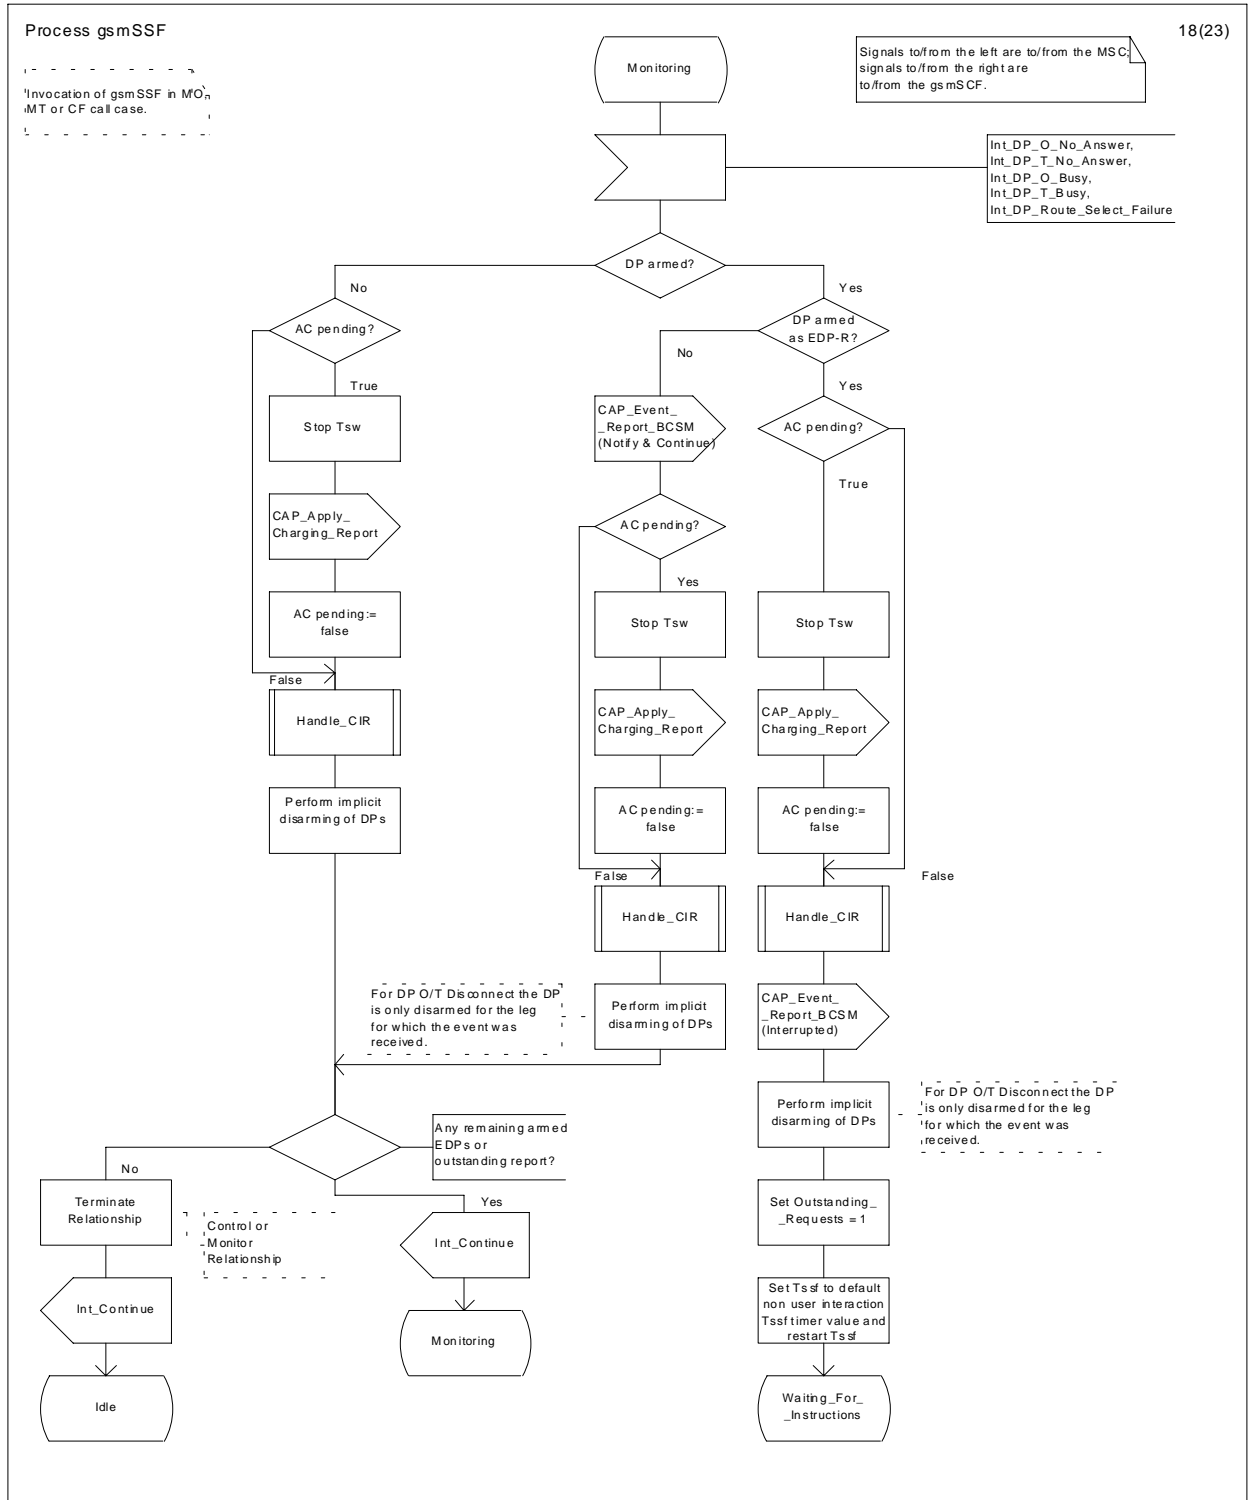 Process gsmSSF
18(23)
Invocation of gsmSSF in MO,
MT or CF call case.
Monitoring
Signals to/from the left are to/from the MSC;
signals to/from the right are
to/from the gsmSCF.
Int_DP_O_No_Answer,
Int_DP_T_No_Answer,
Int_DP_O_Busy,
Int_DP_T_Busy,
Int_DP_Route_Select_Failure
DP armed?
No
Yes
AC pending?
DP armed
as EDP-R?
No
True
Yes
Stop Tsw
CAP_Event_
_Report_BCSM
(Notify & Continue)
AC pending?
True
CAP_Apply_
Charging_Report
AC pending?
Yes
AC pending:=
false
Stop Tsw
Stop Tsw
False
Handle_CIR
CAP_Apply_
Charging_Report
CAP_Apply_
Charging_Report
Perform implicit
disarming of DPs
AC pending:=
false
AC pending:=
false
False
False
Handle_CIR
Handle_CIR
For DP O/T Disconnect the DP
is only disarmed for the leg
for which the event was
received.
Perform implicit
disarming of DPs
CAP_Event_
_Report_BCSM
(Interrupted)
Perform implicit
disarming of DPs
For DP O/T Disconnect the DP
is only disarmed for the leg
for which the event was
received.
Any remaining armed
EDPs or
outstanding report?
No
Yes
Terminate
Relationship
Control or
Monitor
Relationship
Int_Continue
Set Outstanding_
_Requests = 1
Int_Continue
Monitoring
Set Tssf to default
non user interaction
Tssf timer value and
restart Tssf
Idle
Waiting_For_
_Instructions